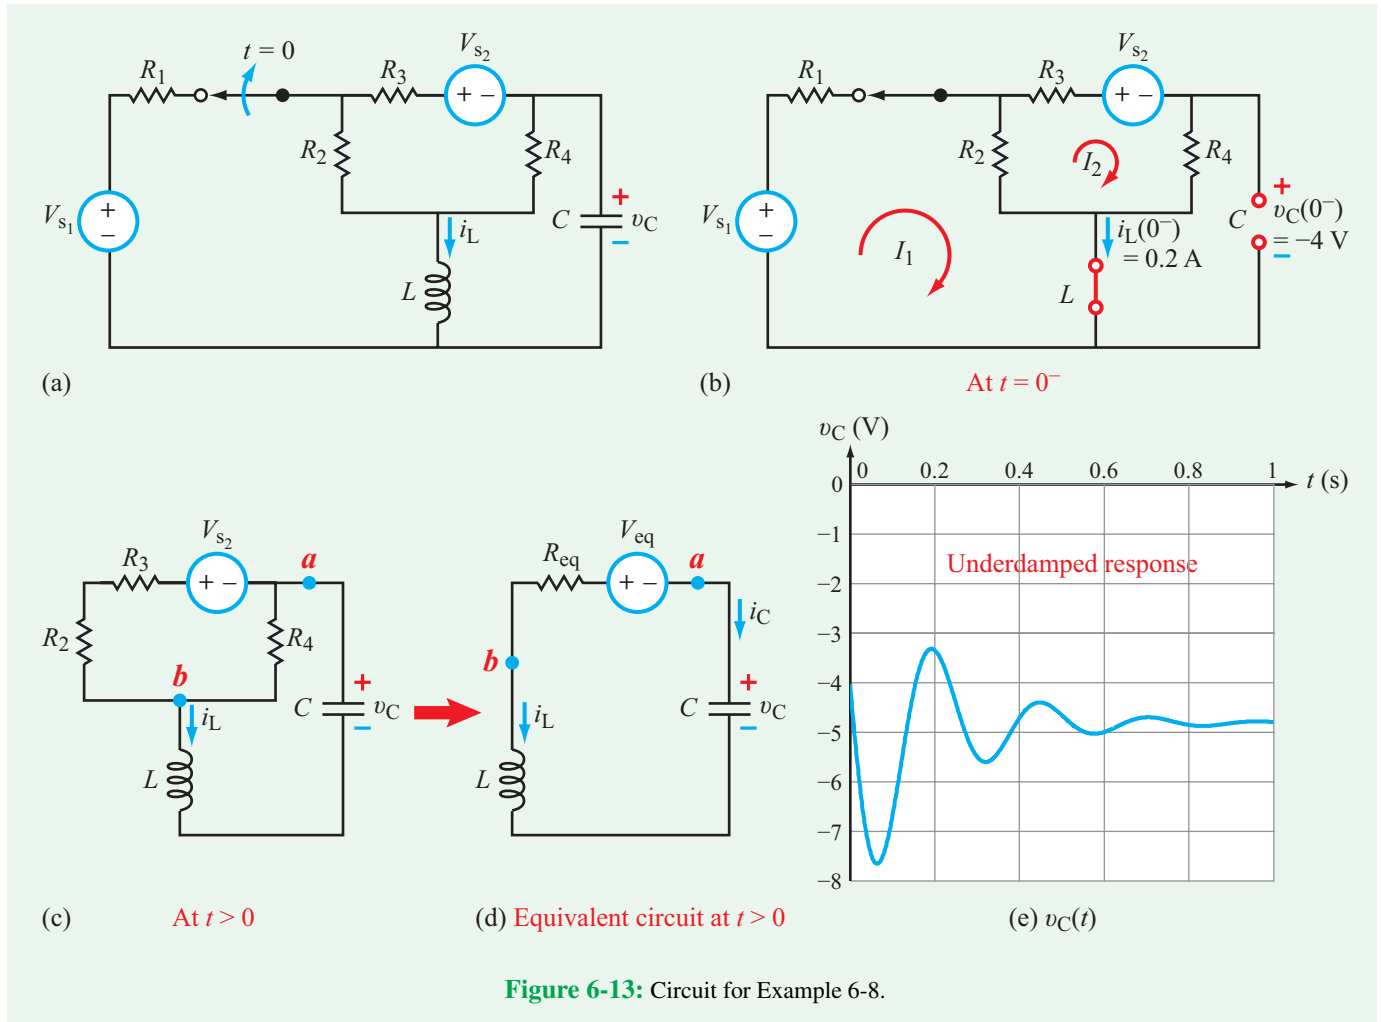 t = 0
R1
R3
Vs2
R2
R4
Vs1
+
−
+ −
iL
L
C
+
vC
−
(a)
R1
R3
Vs2
+ −
R2
I2
R4
Vs1
+
−
I1
iL(0−)
= 0.2 A
L
C
+
vC(0−)
= −4 V
−
(b)
At t = 0−
R3
Vs2
+ −
a
R2
R4
b
iL
L
C
+
vC
−
(c) At t > 0
Req
Veq
+ −
a
iC
b
iL
L
C
+
vC
−
(d) Equivalent circuit at t > 0
vC (V)
0 0.2 0.4 0.6 0.8 1
t (s)
0
−1
−2
−3
−4
−5
−6
−7
−8
Underdamped response
(e) vC(t)
Figure 6-13: Circuit for Example 6-8.